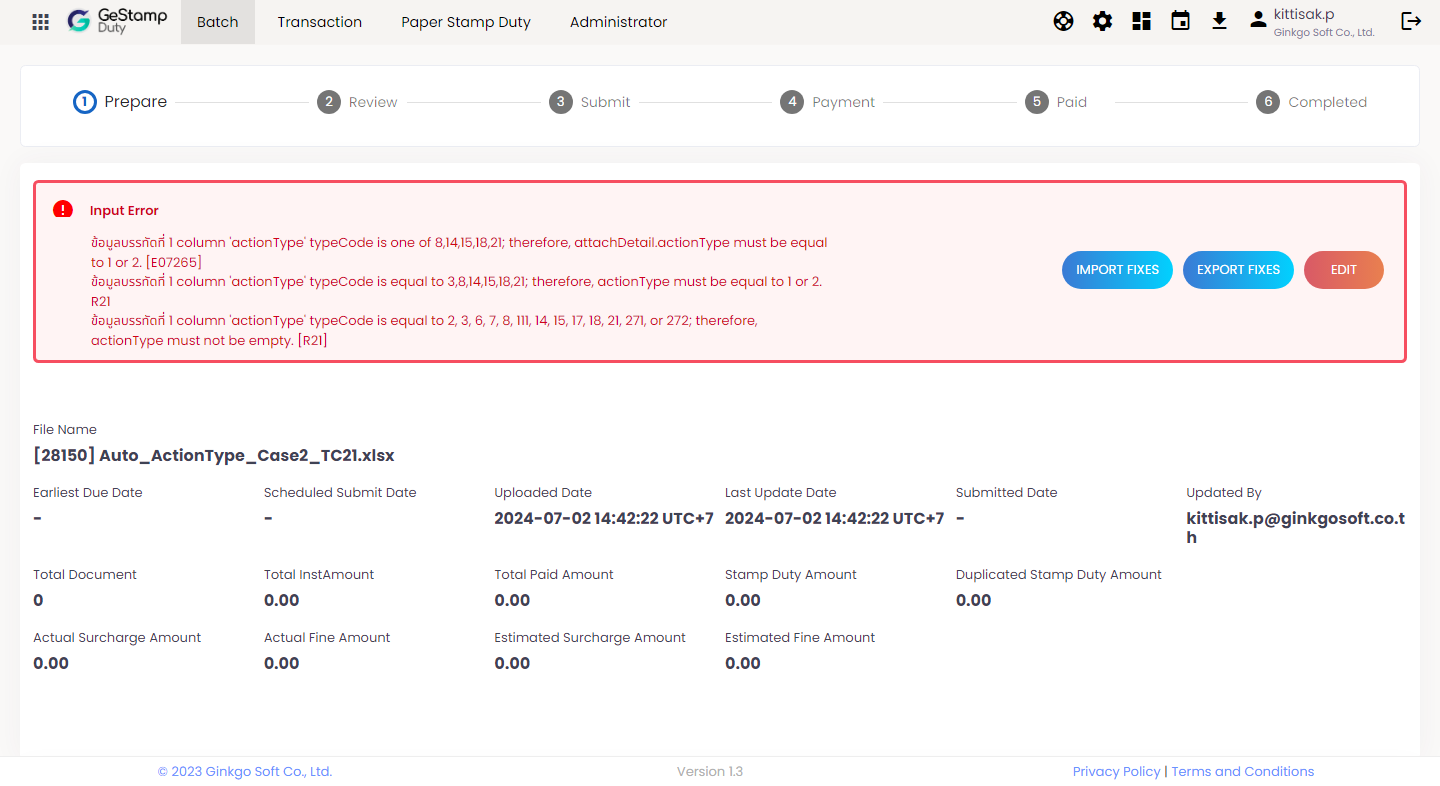 GeStamp
Duty
Batch
Transaction
Paper Stamp Duty
Administrator
kittisak.p
Ginkgo Soft Co., Ltd.
1 Prepare
2 Review
3 Submit
4 Payment
5 Paid
6 Completed
Input Error
ข้อมูลบรรทัดที่ 1 column 'actionType' typeCode is one of 8,14,15,18,21; therefore, attachDetail.actionType must be equal
to 1 or 2. [E07265]
ข้อมูลบรรทัดที่ 1 column 'actionType' typeCode is equal to 3,8,14,15,18,21; therefore, actionType must be equal to 1 or 2.
R21
ข้อมูลบรรทัดที่ 1 column 'actionType' typeCode is equal to 2, 3, 6, 7, 8, 111, 14, 15, 17, 18, 21, 271, or 272; therefore,
actionType must not be empty. [R21]
IMPORT FIXES
EXPORT FIXES
EDIT
File Name
[28150] Auto_ActionType_Case2_TC21.xlsx
Earliest Due Date
-
Scheduled Submit Date
-
Uploaded Date
2024-07-02 14:42:22 UTC+7
Last Update Date
2024-07-02 14:42:22 UTC+7
Submitted Date
-
Updated By
kittisak.p@ginkgosoft.co.t
h
Total Document
0
Total InstAmount
0.00
Total Paid Amount
0.00
Stamp Duty Amount
0.00
Duplicated Stamp Duty Amount
0.00
Actual Surcharge Amount
0.00
Actual Fine Amount
0.00
Estimated Surcharge Amount
0.00
Estimated Fine Amount
0.00
© 2023 Ginkgo Soft Co., Ltd.
Version 1.3
Privacy Policy | Terms and Conditions